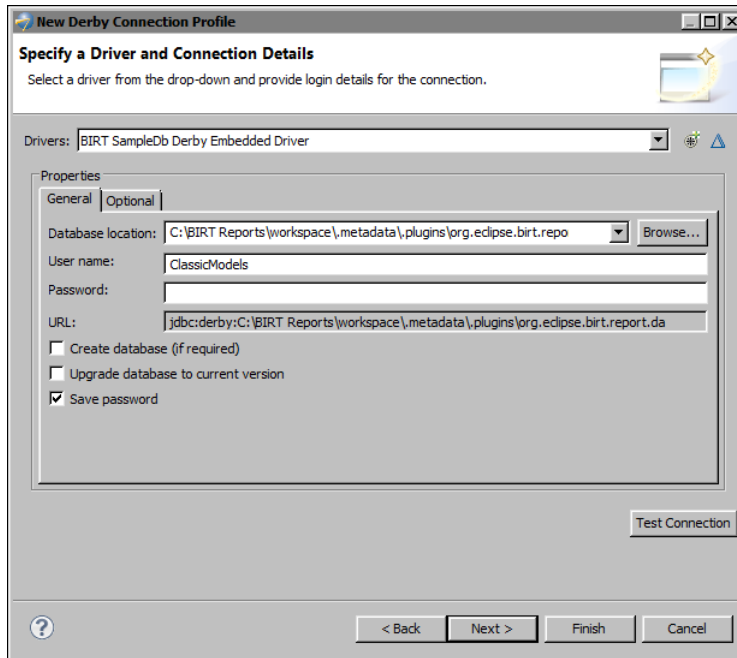 New Derby Connection Profile
Specify a Driver and Connection Details
Select a driver from the drop-down and provide login details for the connection.
Drivers: BIRT SampleDb Derby Embedded Driver
Properties
General Optional
Database location: C:\BIRT Reports\workspace\.metadata\.plugins\org.eclipse.birt.repo Browse...
User name: ClassicModels
Password:
URL: jdbc:derby:C:\BIRT Reports\workspace\.metadata\.plugins\org.eclipse.birt.report.da
Create database (if required)
Upgrade database to current version
Save password
Test Connection
? < Back Next > Finish Cancel